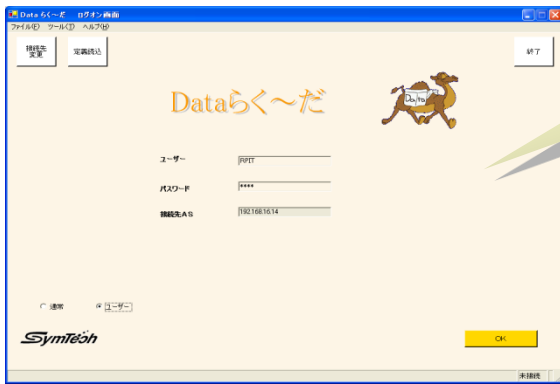 Data らく～だ ログオン画面
ファイル(F) ツール(T) ヘルプ(H)
接続先
変更
定義読込
終了
Dataらく～だ
Data
ユーザー
RPIT
パスワード
****
接続先AS
192.168.16.14
通常
ユーザー
SymTech
OK
未接続